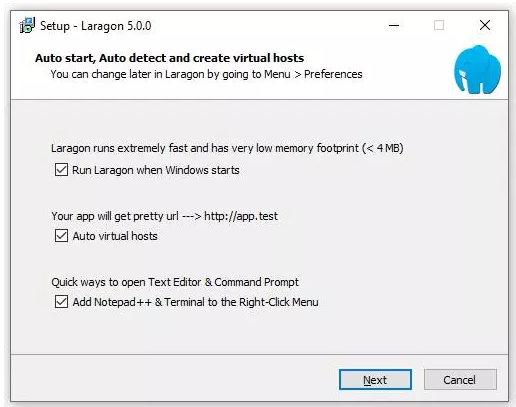 Setup - Laragon 5.0.0
Auto start, Auto detect and create virtual hosts
You can change later in Laragon by going to Menu > Preferences
Laragon runs extremely fast and has very low memory footprint (< 4 MB)
Run Laragon when Windows starts
Your app will get pretty url ---> http://app.test
Auto virtual hosts
Quick ways to open Text Editor & Command Prompt
Add Notepad++ & Terminal to the Right-Click Menu
Next
Cancel